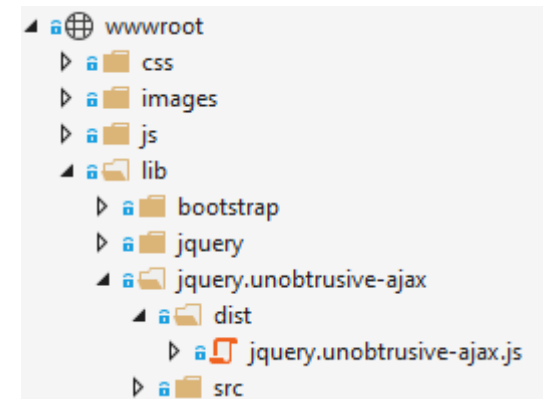 wwwroot
css
images
js
lib
bootstrap
jquery
jquery.unobtrusive-ajax
dist
jquery.unobtrusive-ajax.js
src